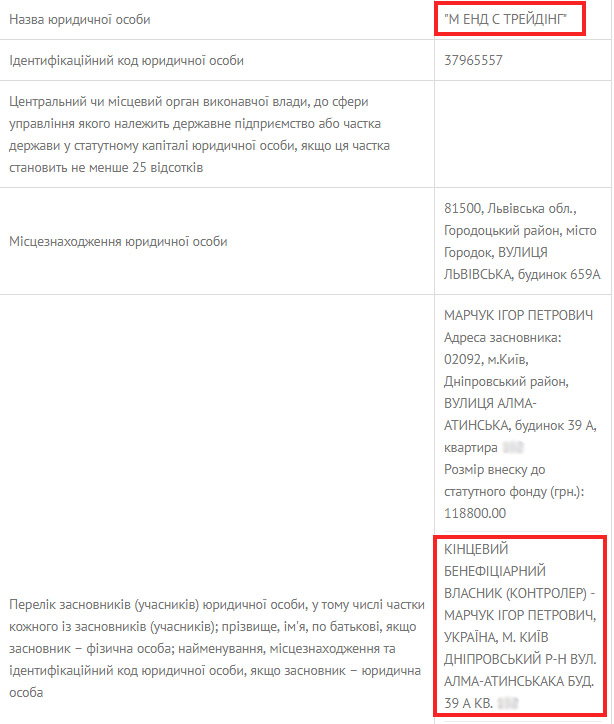 Назва юридичної особи
"М ЕНД С ТРЕЙДІНГ"
Ідентифікаційний код юридичної особи
37965557
Центральний чи місцевий орган виконавчої влади, до сфери
управління якого належить державне підприємство або частка
держави у статутному капіталі юридичної особи, якщо ця частка
становить не менше 25 відсотків
Місцезнаходження юридичної особи
81500, Львівська обл.,
Городоцький район, місто
Городок, ВУЛИЦЯ
ЛЬВІВСЬКА, будинок 659А
Перелік засновників (учасників) юридичної особи, у тому числі частки
кожного із засновників (учасників); прізвище, ім'я, по батькові, якщо
засновник – фізична особа; найменування, місцезнаходження та
ідентифікаційний код юридичної особи, якщо засновник – юридична
особа
МАРЧУК ІГОР ПЕТРОВИЧ
Адреса засновника:
02092, м.Київ,
Дніпровський район,
ВУЛИЦЯ АЛМА-
АТИНСЬКА, будинок 39 А,
квартира
Розмір внеску до
статутного фонду (грн.):
118800.00
КІНЦЕВИЙ
БЕНЕФІЦІАРНИЙ
ВЛАСНИК (КОНТРОЛЕР) -
МАРЧУК ІГОР ПЕТРОВИЧ,
УКРАЇНА, М. КИЇВ
ДНІПРОВСЬКИЙ Р-Н ВУЛ.
АЛМА-АТИНСЬКАКА БУД.
39 А КВ.